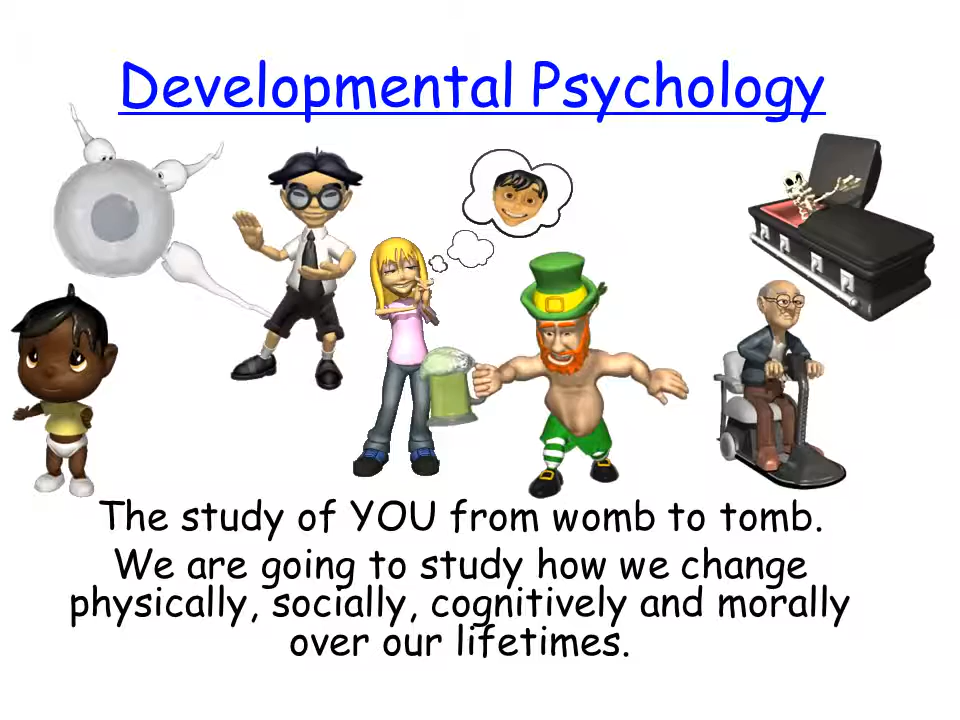 Developmental Psychology
The study of YOU from womb to tomb.
We are going to study how we change
physically, socially, cognitively and morally
over our lifetimes.